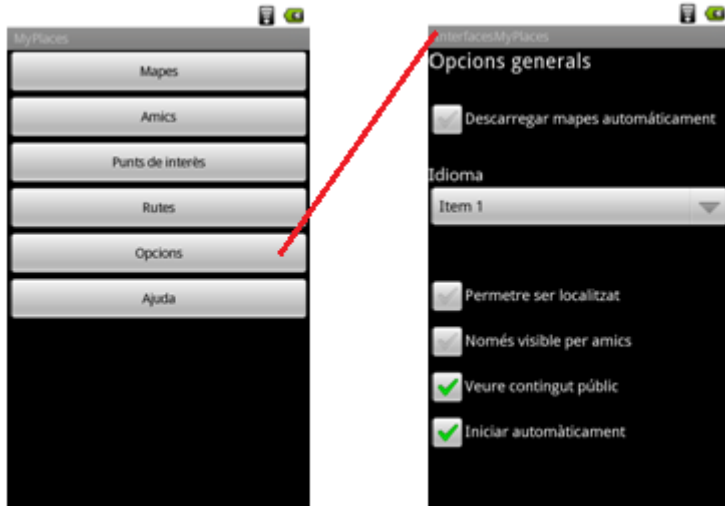 MyPlaces
Mapes
Amics
Punts de interès
Rutes
Opcions
Ajuda
InterfacesMyPlaces
Opcions generals
Descarregar mapes automáticament
Idioma
Item 1
Permetre ser localitzat
Només visible per amics
Veure contingut públic
Iniciar automàticament